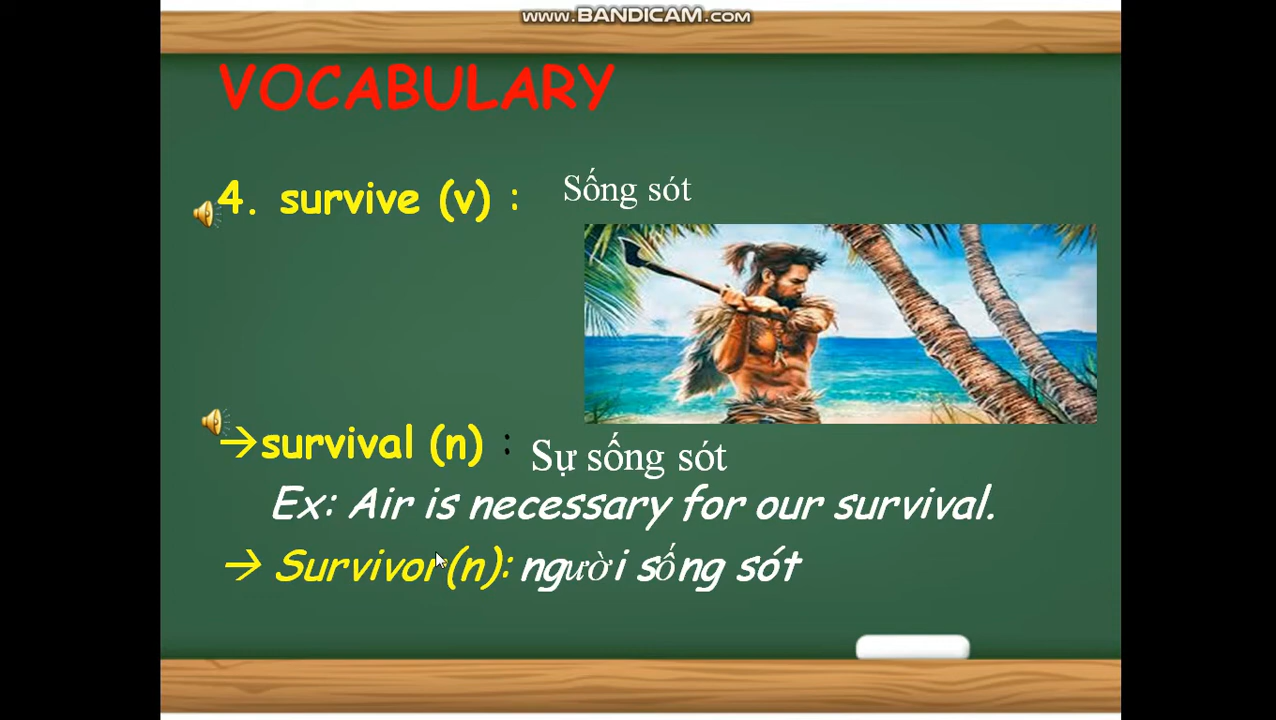 WWW.BANDICAM.COM
VOCABULARY
4. survive (v) : Sống sót
→survival (n) : Sự sống sót
Ex: Air is necessary for our survival.
→ Survivor(n): người sống sót